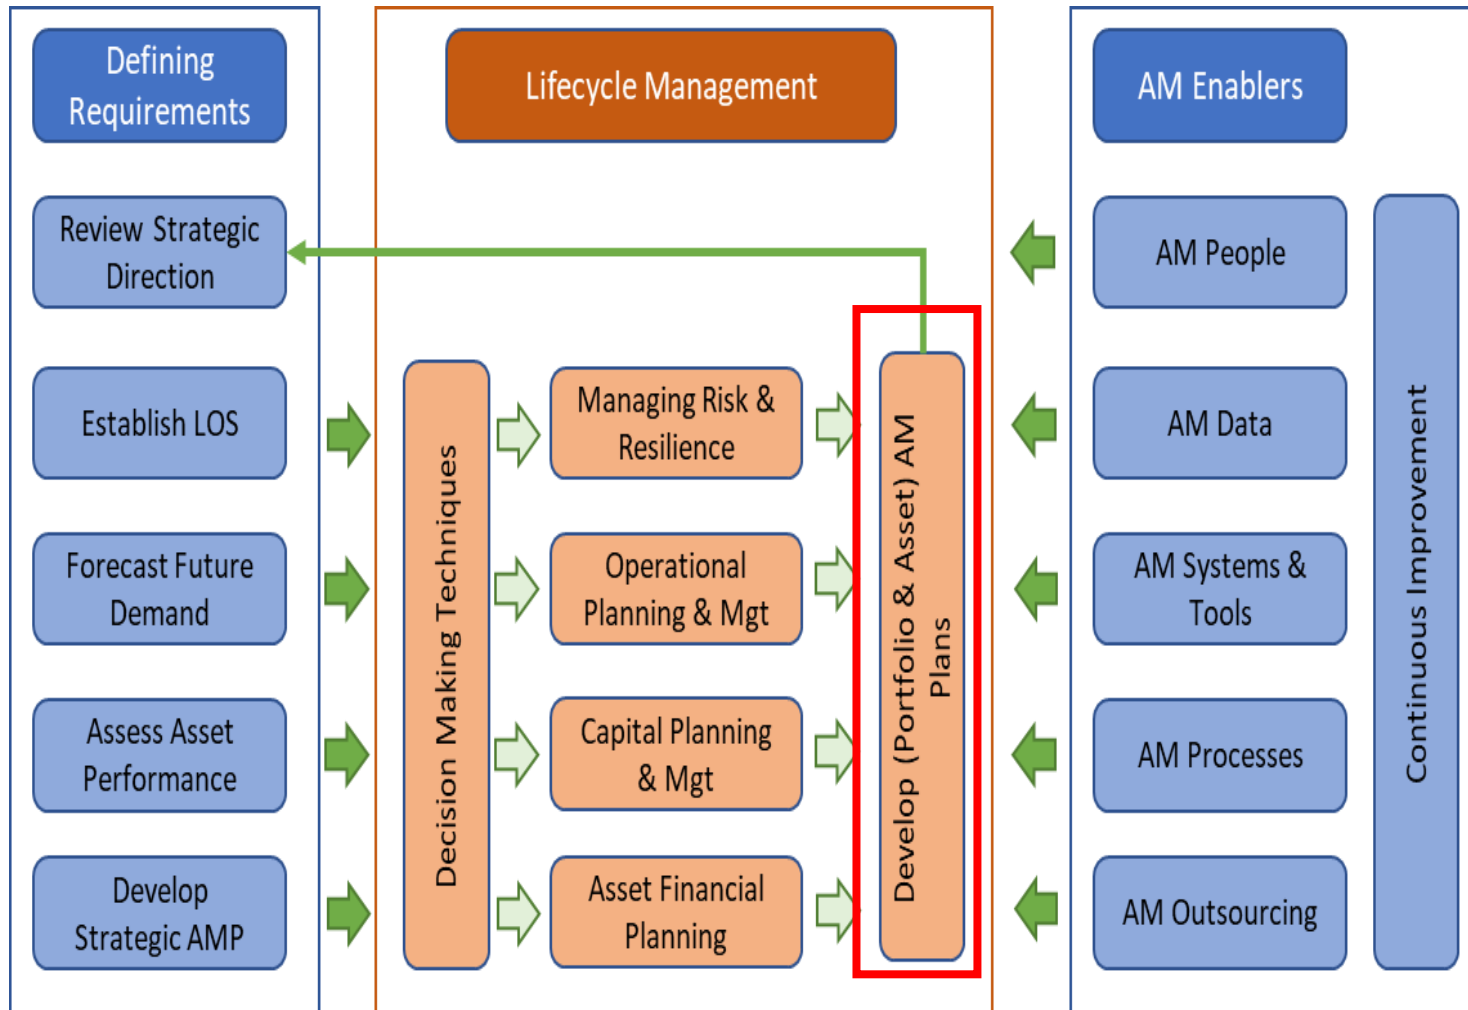 Defining
Requirements
Review Strategic
Direction
Establish LOS
Forecast Future
Demand
Assess Asset
Performance
Develop
Strategic AMP
Lifecycle Management
Decision Making Techniques
Managing Risk &
Resilience
Operational
Planning & Mgt
Capital Planning
& Mgt
Asset Financial
Planning
Develop (Portfolio & Asset) AM
Plans
AM Enablers
AM People
AM Data
AM Systems &
Tools
AM Processes
AM Outsourcing
Continuous Improvement